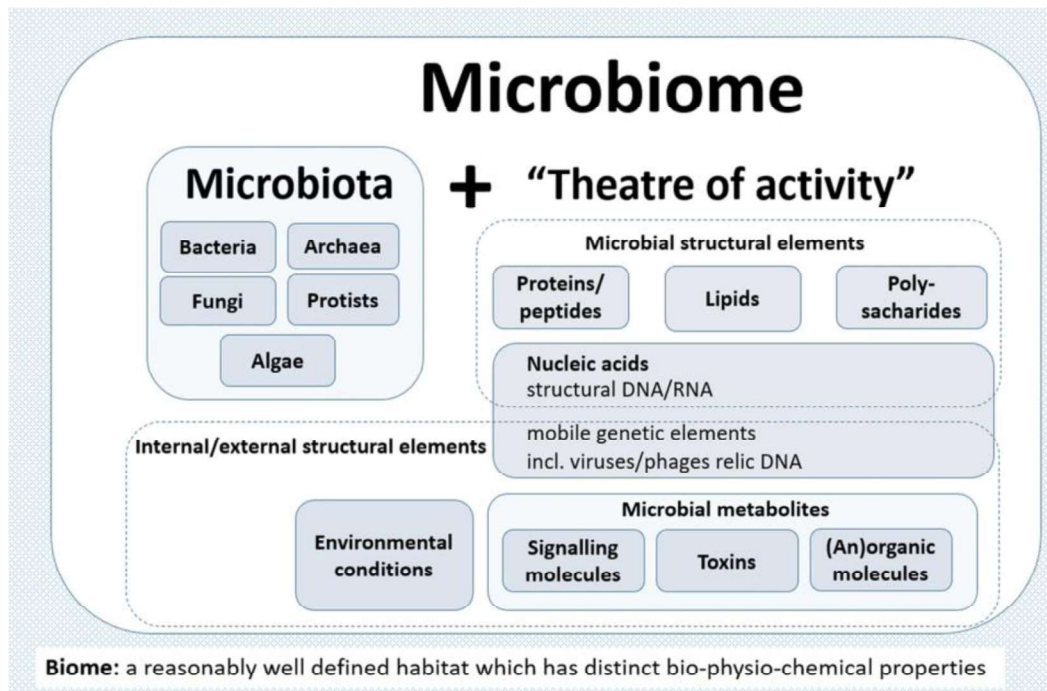 Microbiome
Microbiota + “Theatre of activity”
Bacteria
Archaea
Fungi
Protists
Algae
Microbial structural elements
Proteins/
peptides
Lipids
Poly-
sacharides
Nucleic acids
structural DNA/RNA
mobile genetic elements
incl. viruses/phages relic DNA
Internal/external structural elements
Environmental
conditions
Microbial metabolites
Signalling
molecules
Toxins
(An)organic
molecules
Biome: a reasonably well defined habitat which has distinct bio-physio-chemical properties